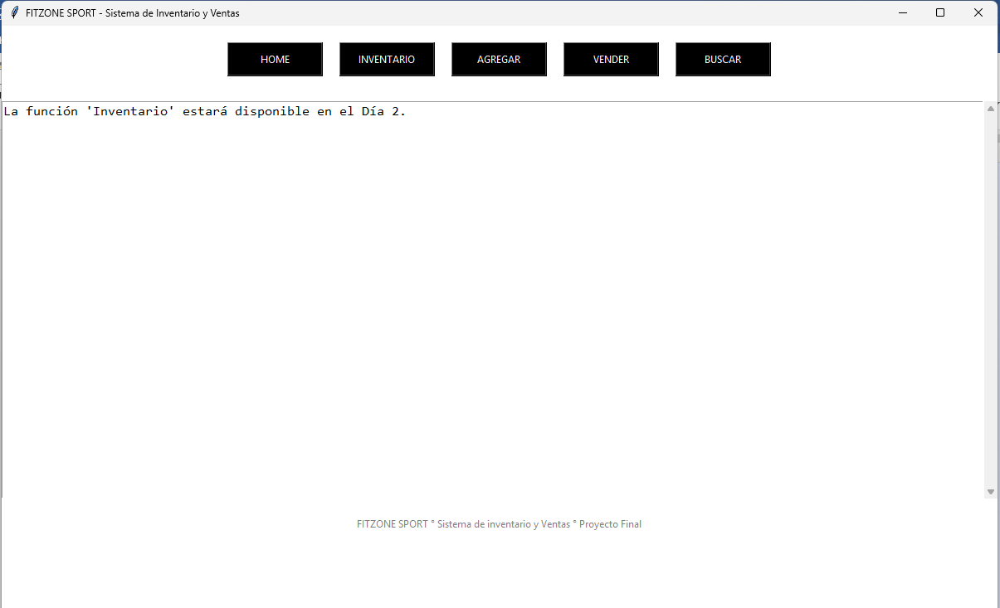 FITZONE SPORT - Sistema de Inventario y Ventas
HOME INVENTARIO AGREGAR VENDER BUSCAR
La función 'Inventario' estará disponible en el Día 2.
FITZONE SPORT ° Sistema de inventario y Ventas ° Proyecto Final